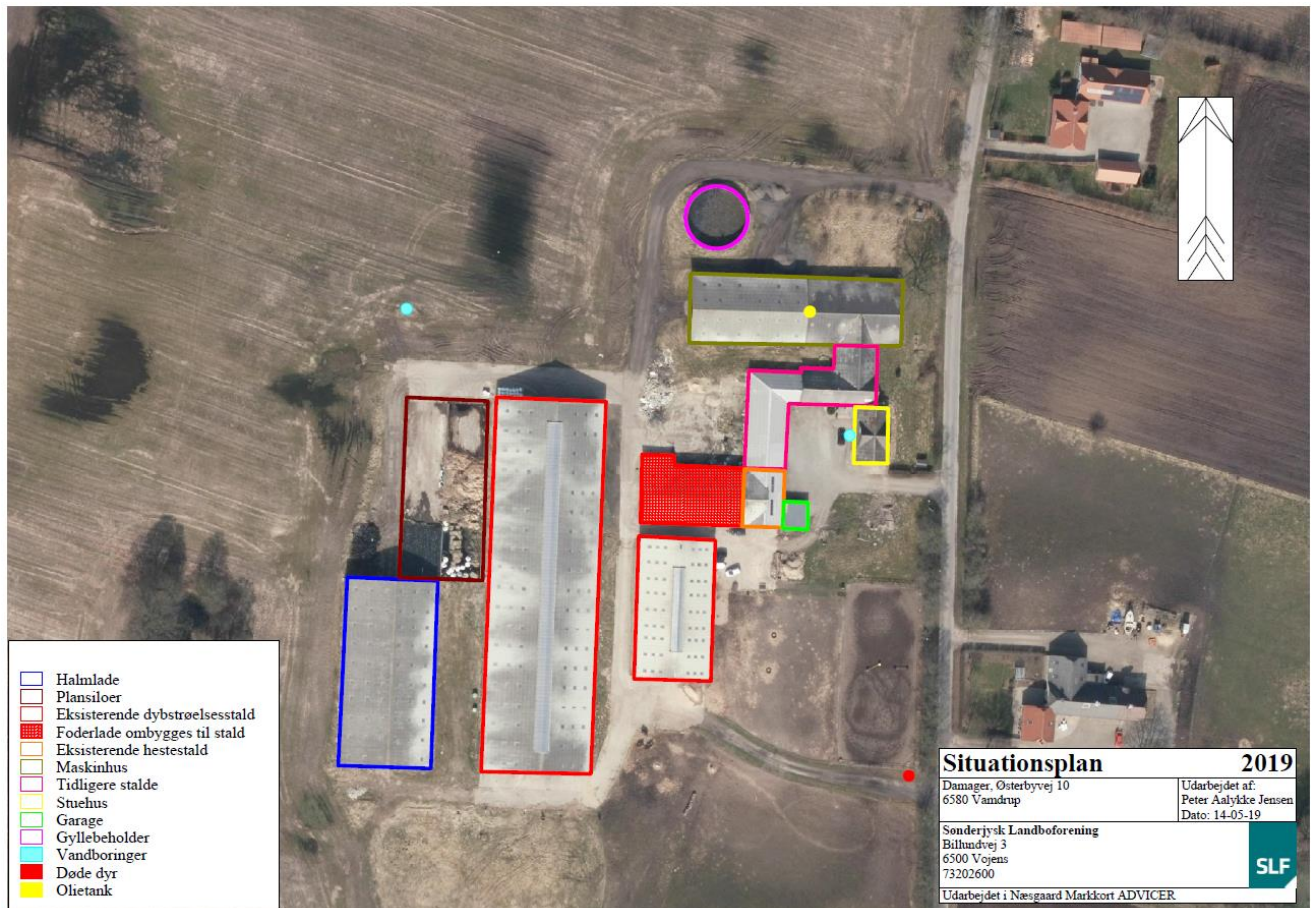 Halmlade
Plansiloer
Eksisterende dybstrøelsesstald
Foderlade ombygges til stald
Eksisterende hestestald
Maskinhus
Tidligere stalde
Stuehus
Garage
Gyllebeholder
Vandboringer
Døde dyr
Olietank
Situationsplan 2019
Damager, Østerbyvej 10
6580 Vamdrup
Udarbejdet af:
Peter Aalykke Jensen
Dato: 14-05-19
Sønderjysk Landboforening
Billundvej 3
6500 Vojens
73202600
SLF
Udarbejdet i Næsgaard Markkort ADVICER